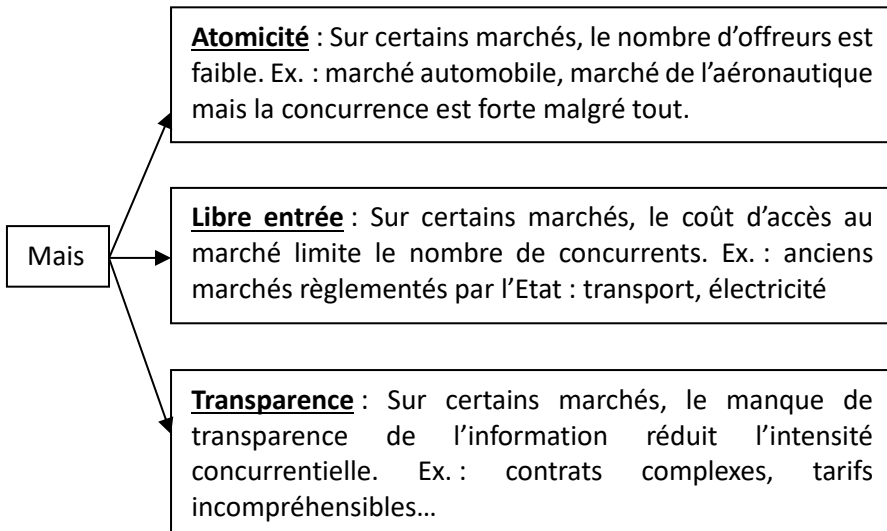 Atomicité : Sur certains marchés, le nombre d’offreurs est
faible. Ex. : marché automobile, marché de l’aéronautique
mais la concurrence est forte malgré tout.
Mais
Libre entrée : Sur certains marchés, le coût d’accès au
marché limite le nombre de concurrents. Ex. : anciens
marchés règlementés par l’Etat : transport, électricité
Transparence : Sur certains marchés, le manque de
transparence de l’information réduit l’intensité
concurrentielle. Ex. : contrats complexes, tarifs
incompréhensibles…